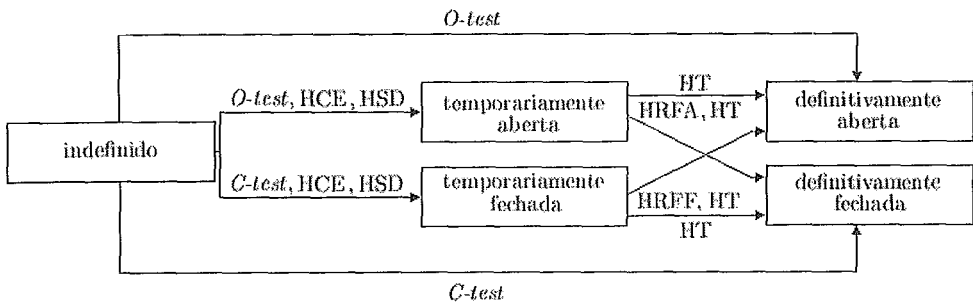 O-test
O-test, HCE, HSD
temporariamente
aberta
HT
HRFA, HT
definitivamente
aberta
indefinido
C-test, HCE, HSD
temporariamente
fechada
HRFF, HT
HT
definitivamente
fechada
C-test